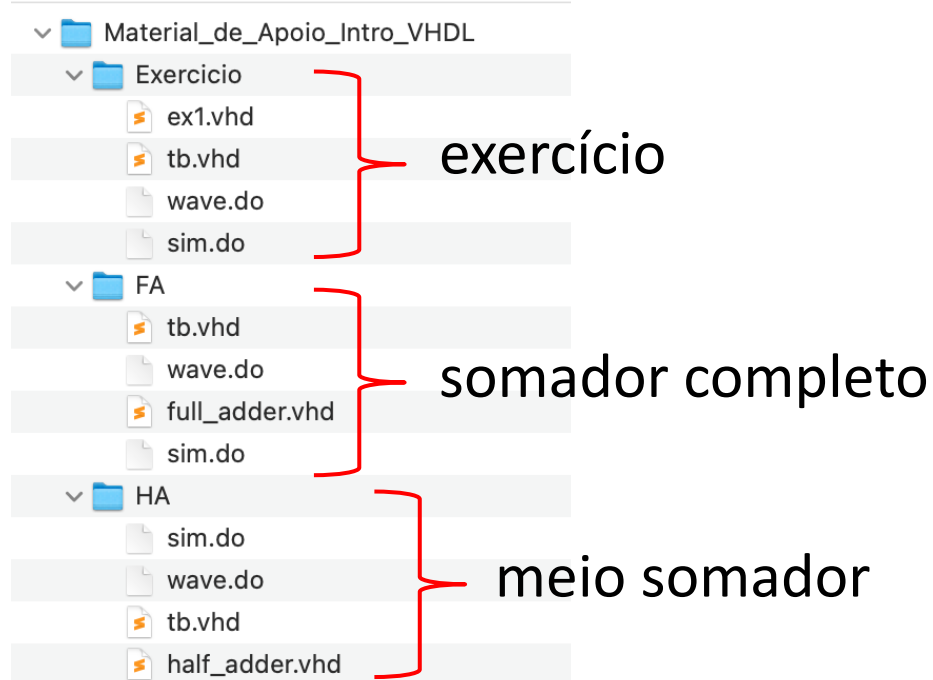 Material_de_Apoio_Intro_VHDL
Exercicio
ex1.vhd
tb.vhd
wave.do
sim.do
exercício
FA
tb.vhd
wave.do
full_adder.vhd
sim.do
somador completo
HA
sim.do
wave.do
tb.vhd
half_adder.vhd
meio somador